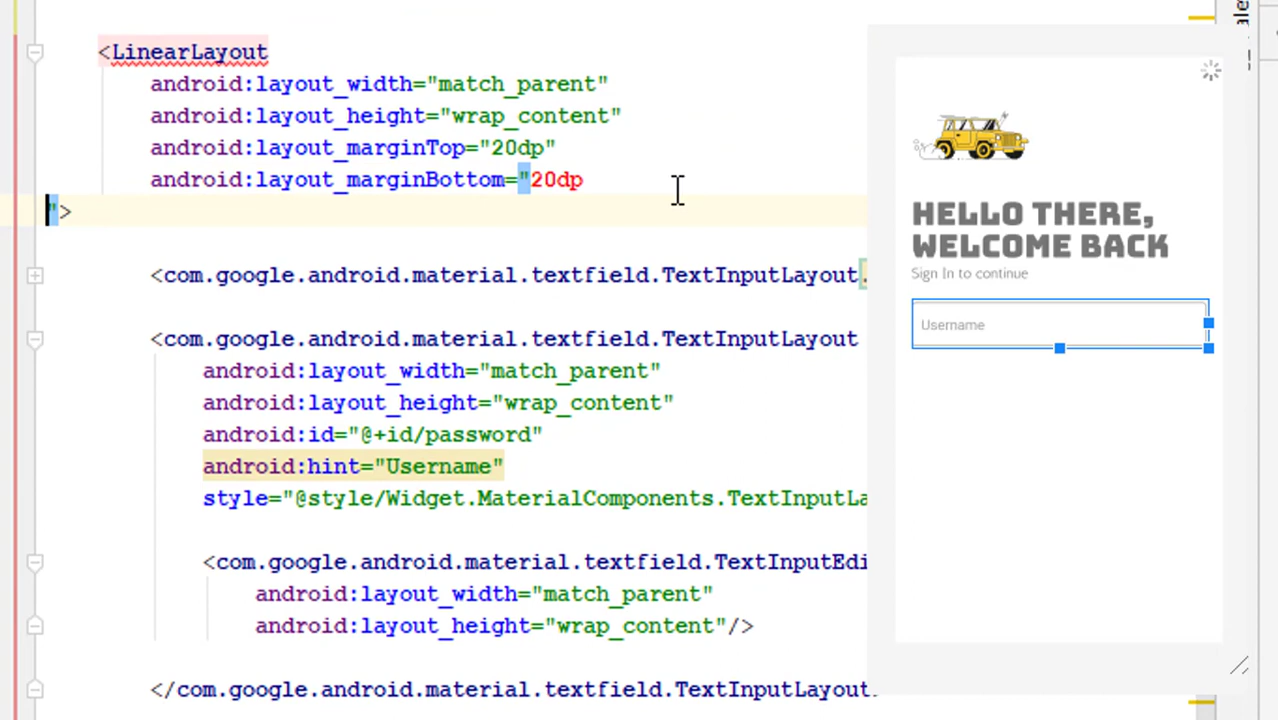 <LinearLayout
android:layout_width="match_parent"
android:layout_height="wrap_content"
android:layout_marginTop="20dp"
android:layout_marginBottom="20dp
">
<com.google.android.material.textfield.TextInputLayout
<com.google.android.material.textfield.TextInputLayout
android:layout_width="match_parent"
android:layout_height="wrap_content"
android:id="@+id/password"
android:hint="Username"
style="@style/Widget.MaterialComponents.TextInputLa
<com.google.android.material.textfield.TextInputEdi
android:layout_width="match_parent"
android:layout_height="wrap_content"/>
</com.google.android.material.textfield.TextInputLayout
HELLO THERE,
WELCOME BACK
Sign In to continue
Username